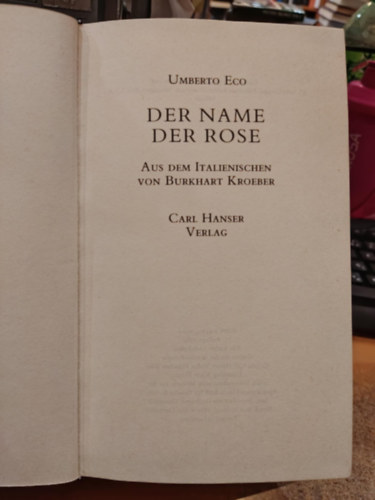 Umberto Eco
DER NAME
DER ROSE
Aus dem Italienischen
von Burkhart Kroeber
Carl Hanser
Verlag